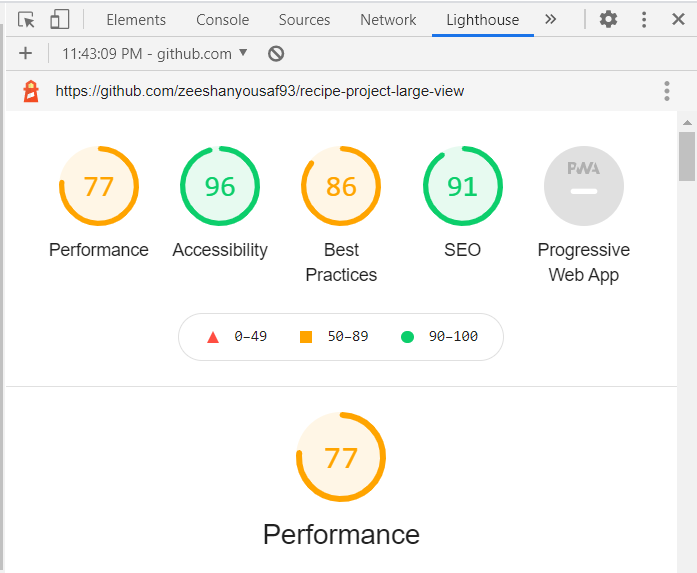 Elements Console Sources Network Lighthouse »
11:43:09 PM - github.com
https://github.com/zeeshanyousaf93/recipe-project-large-view
77 96 86 91 PWA
Performance Accessibility Best Practices SEO Progressive Web App
0–49 50–89 90–100
77
Performance